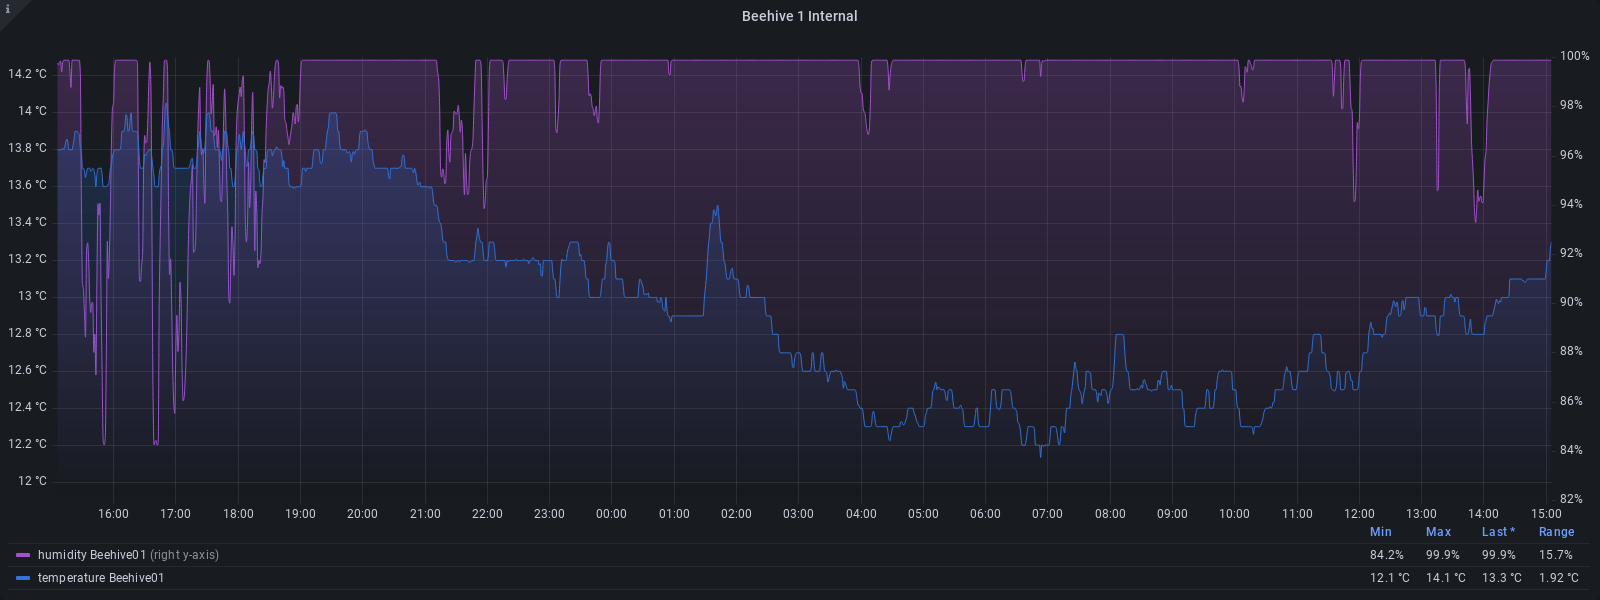 i
Beehive 1 Internal
14.2 °C
14 °C
13.8 °C
13.6 °C
13.4 °C
13.2 °C
13 °C
12.8 °C
12.6 °C
12.4 °C
12.2 °C
12 °C
100%
98%
96%
94%
92%
90%
88%
86%
84%
82%
16:00 17:00 18:00 19:00 20:00 21:00 22:00 23:00 00:00 01:00 02:00 03:00 04:00 05:00 06:00 07:00 08:00 09:00 10:00 11:00 12:00 13:00 14:00 15:00
Min Max Last * Range
humidity Beehive01 (right y-axis) 84.2% 99.9% 99.9% 15.7%
temperature Beehive01 12.1 °C 14.1 °C 13.3 °C 1.92 °C